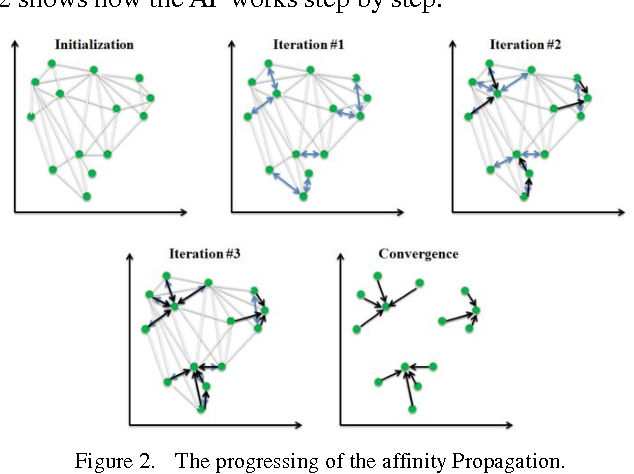 2 shows how the AP works step by step.
Initialization
Iteration #1
Iteration #2
Iteration #3
Convergence
Figure 2. The progressing of the affinity Propagation.